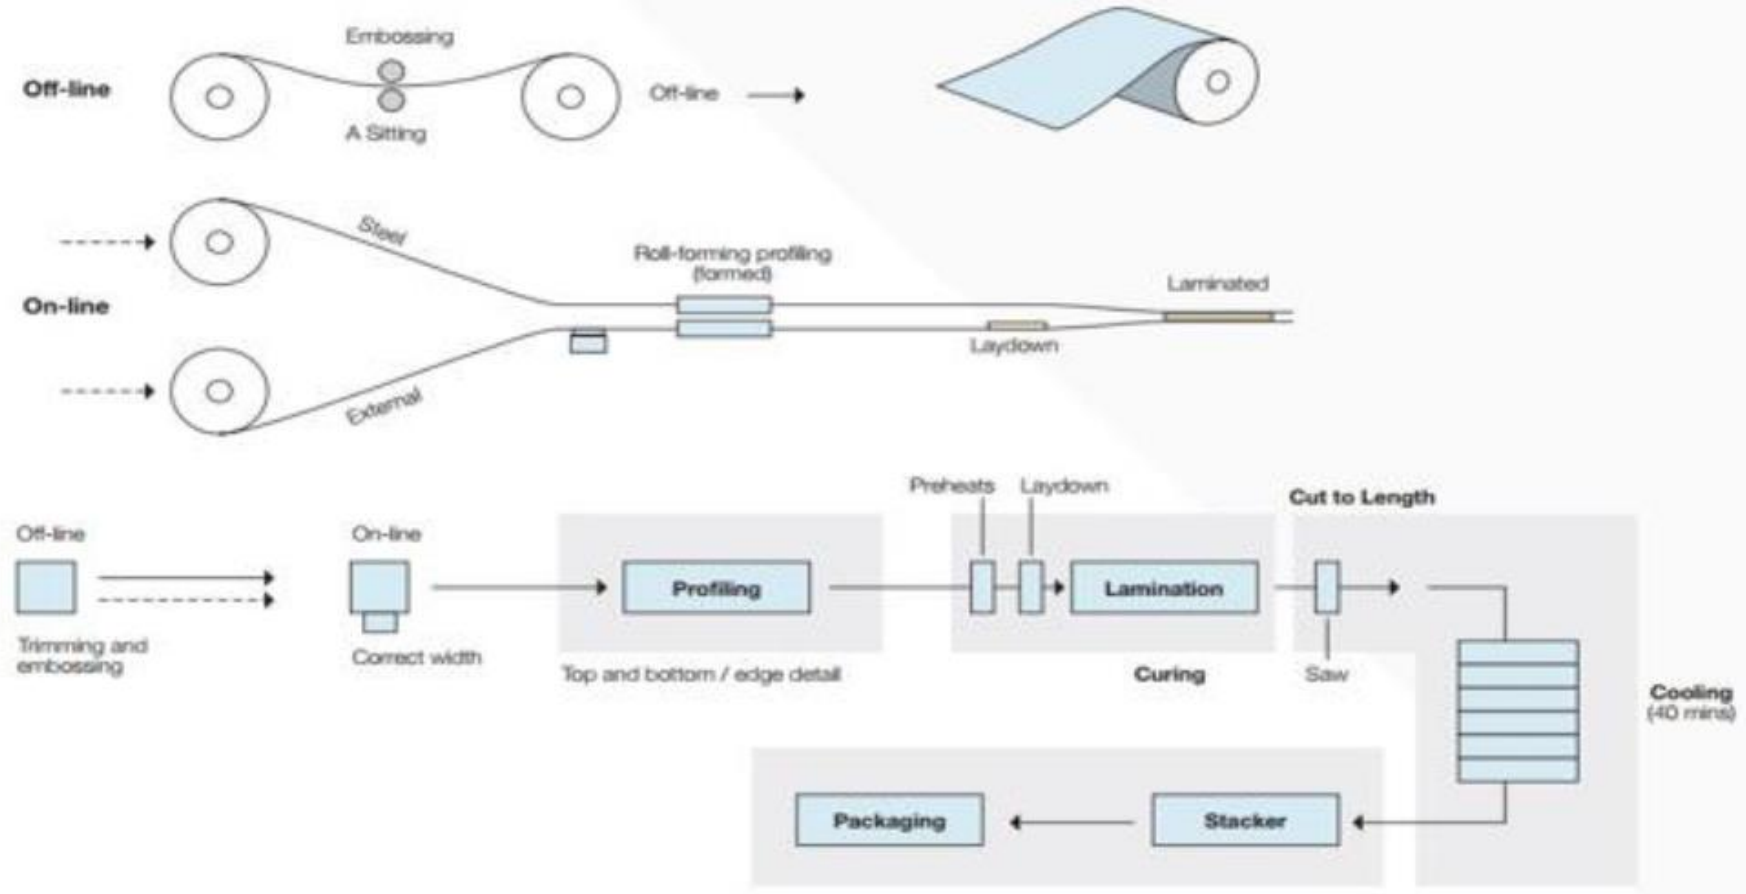 Embossing
Off-line
Off-line
A Sitting
Steel
Roll-forming profiling
(formed)
Laminated
On-line
Laydown
External
Preheats
Laydown
Cut to Length
Off-line
On-line
Profiling
Lamination
Trimming and
embossing
Correct width
Top and bottom / edge detail
Curing
Saw
Cooling
(40 mins)
Packaging
Stacker